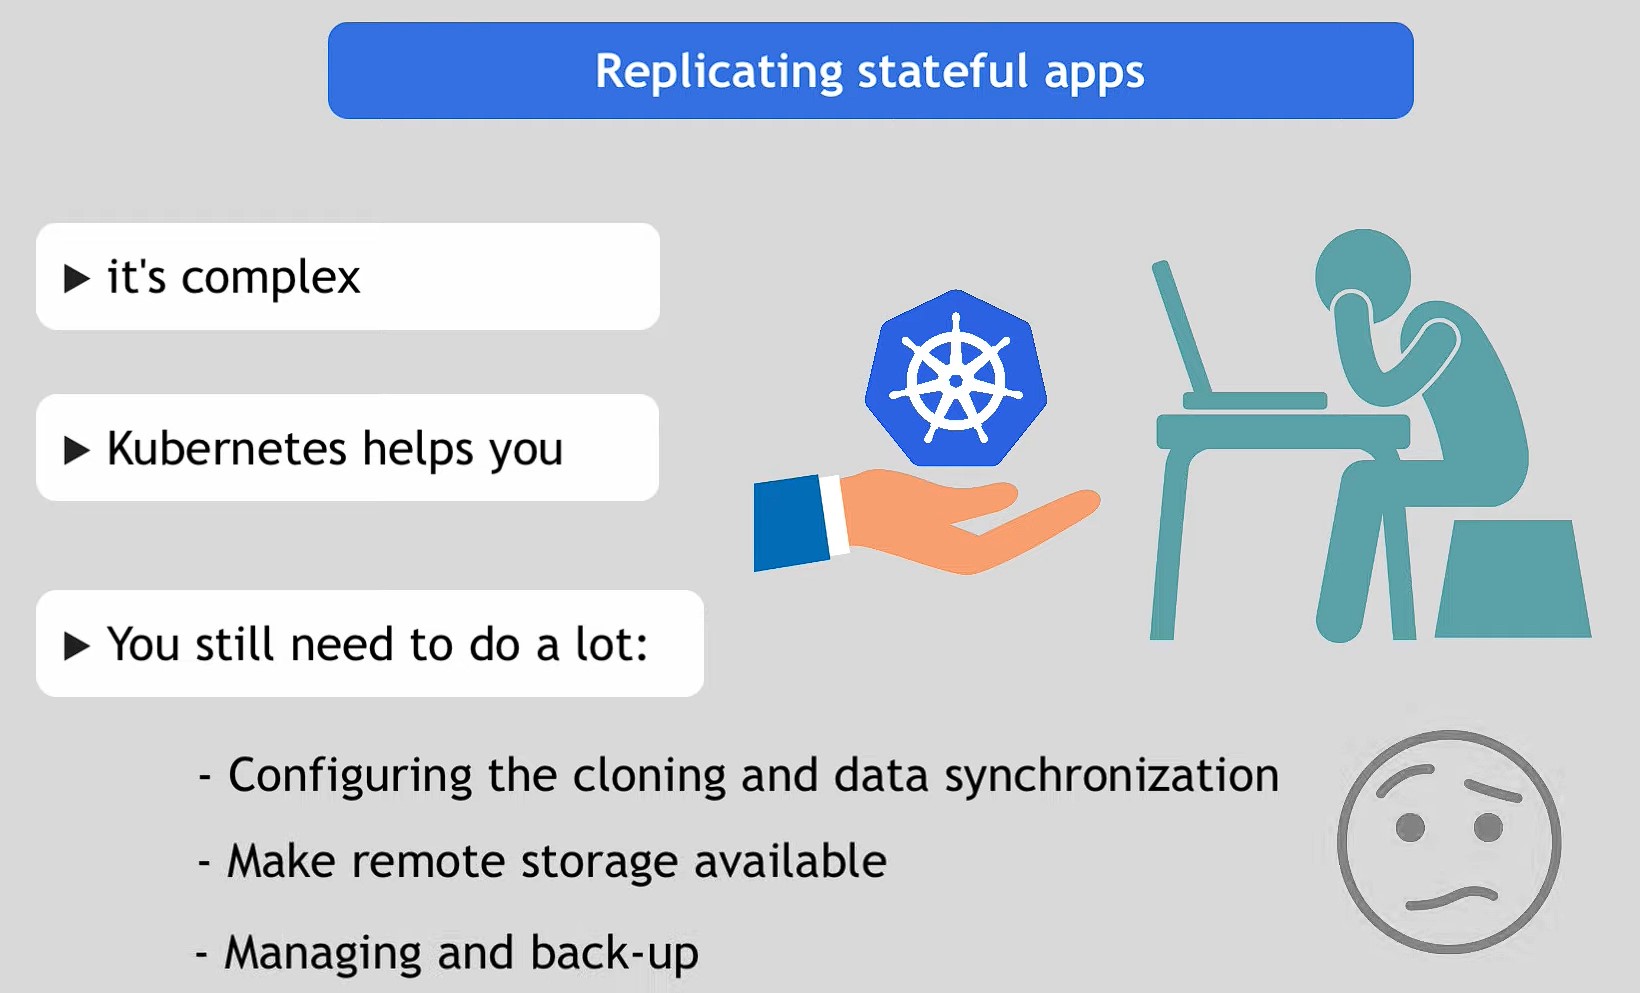 Replicating stateful apps
▶ it's complex
▶ Kubernetes helps you
▶ You still need to do a lot:
- Configuring the cloning and data synchronization
- Make remote storage available
- Managing and back-up